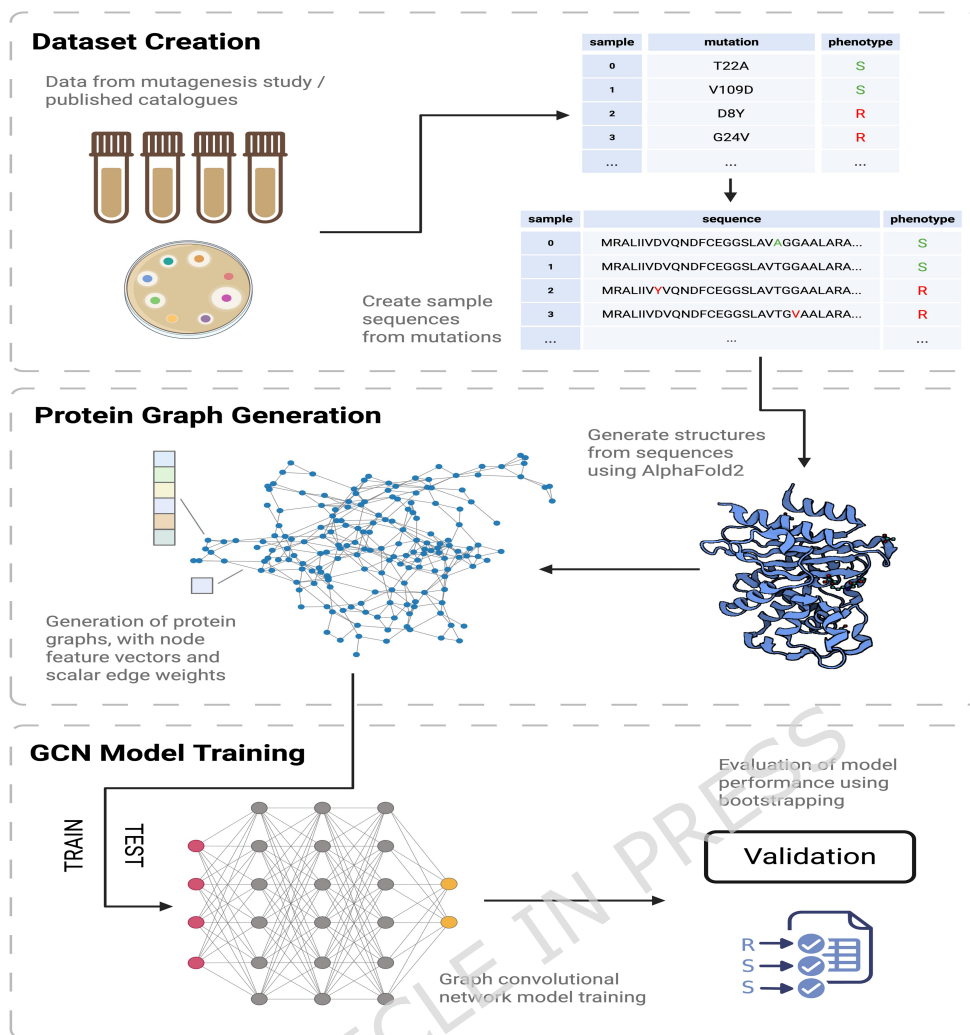 Dataset Creation
Data from mutagenesis study /
published catalogues
sample mutation phenotype
0 T22A S
1 V109D S
2 D8Y R
3 G24V R
... ...
Create sample
sequences
from mutations
sample sequence phenotype
0 MRALIIVDVQNDFCEGGSLAVAGGAALARA... S
1 MRALIIVDVQNDFCEGGSLAVTGGAALARA... S
2 MRALIIVYVQNDFCEGGSLAVTGGAALARA... R
3 MRALIIVDVQNDFCEGGSLAVTGVAALARA... R
... ... ...
Protein Graph Generation
Generate structures
from sequences
using AlphaFold2
Generation of protein
graphs, with node
feature vectors and
scalar edge weights
GCN Model Training
TRAIN
TEST
Graph convolutional
network model training
Evaluation of model
performance using
bootstrapping
Validation
R
S
S
CLE IN PRESS